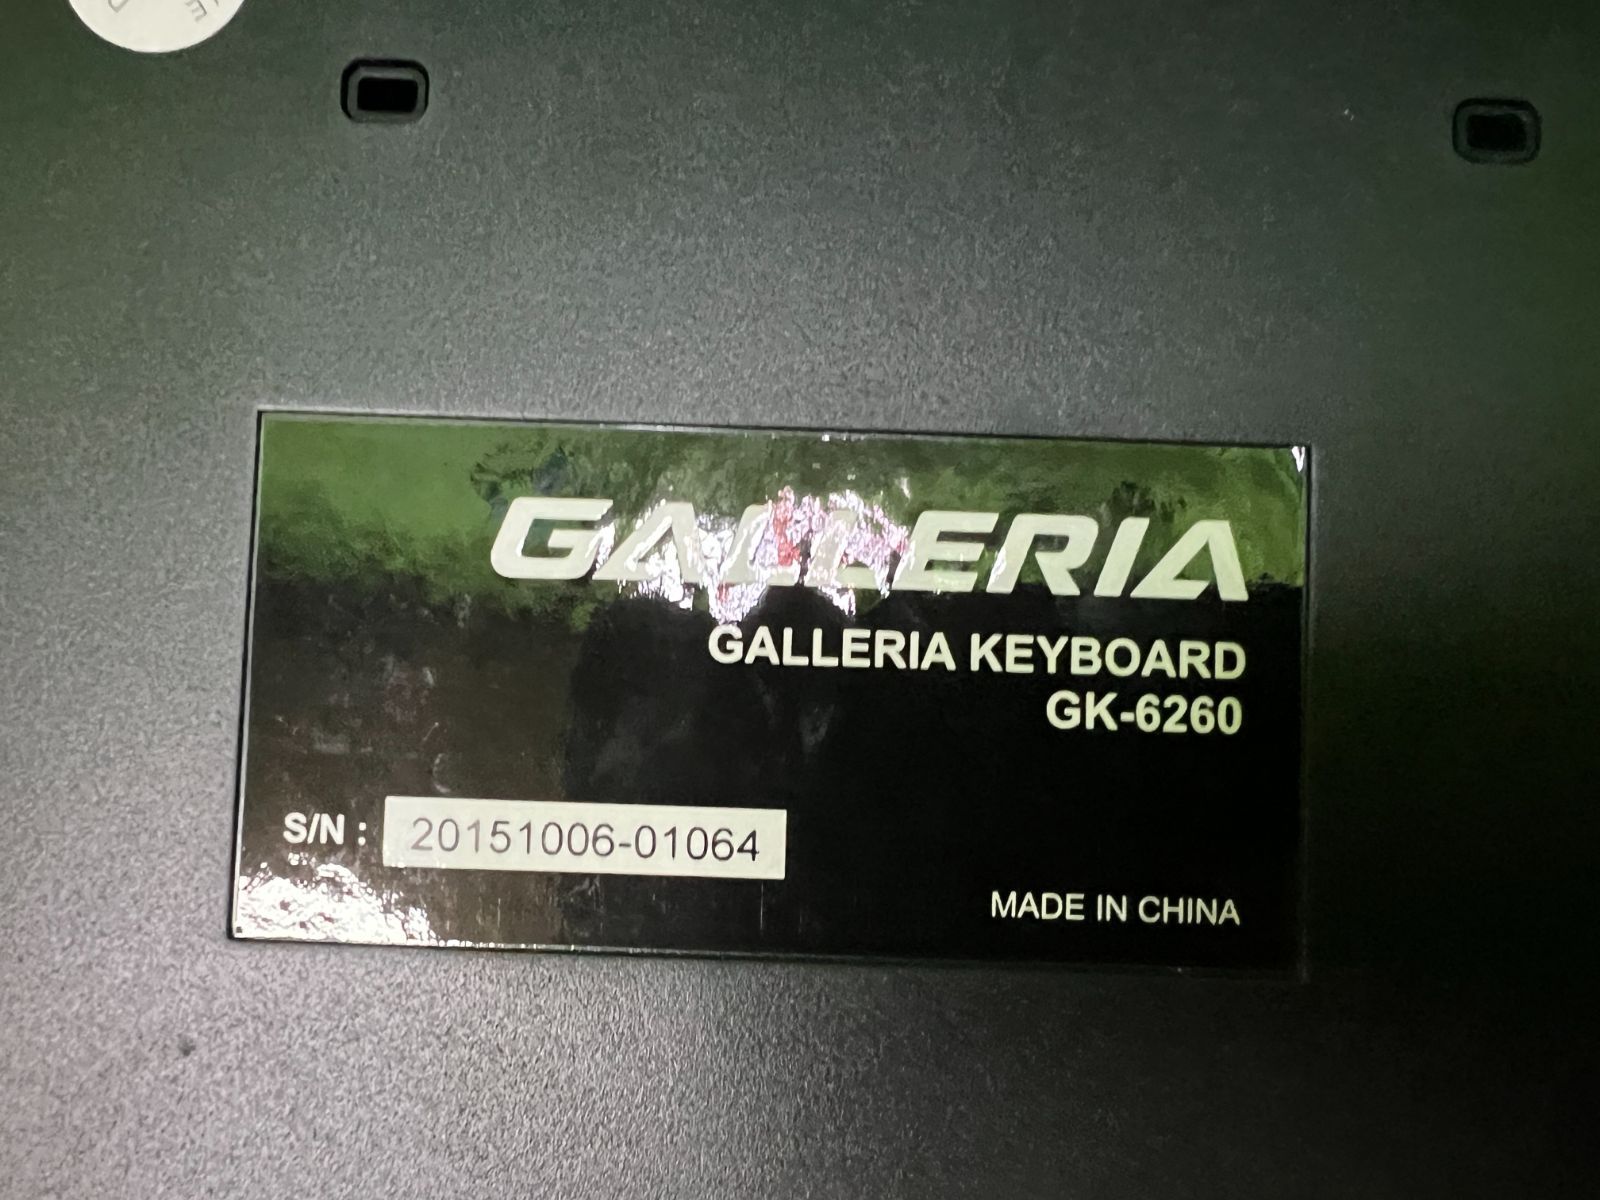 GALLERIA
GALLERIA KEYBOARD
GK-6260
S/N : 20151006-01064
MADE IN CHINA